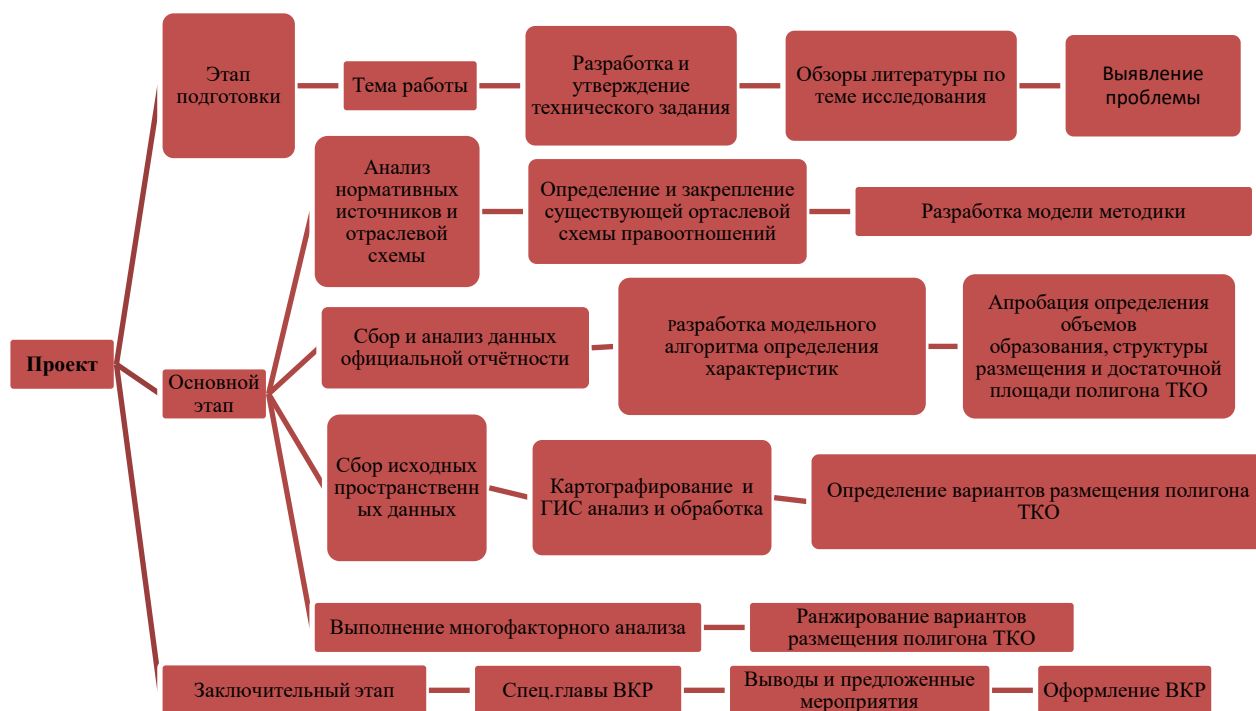 Этап
подготовки
Тема работы
Разработка и
утверждение
технического задания
Обзоры литературы по
теме исследования
Выявление
проблемы
Анализ
нормативных
источников и
отраслевой
схемы
Определение и закрепление
существующей ортаслевой
схемы правоотношений
Разработка модели методики
Проект
Основной
этап
Сбор и анализ данных
официальной отчётности
Разработка модельного
алгоритма определения
характеристик
Апробация определения
объемов
образования, структуры
размещения и достаточной
площади полигона ТКО
Сбор исходных
пространственн
ых данных
Картографирование и
ГИС анализ и обработка
Определение вариантов размещения полигона
ТКО
Выполнение многофакторного анализа
Ранжирование вариантов
размещения полигона ТКО
Заключительный этап
Спец.главы ВКР
Выводы и предложенные
мероприятия
Оформление ВКР